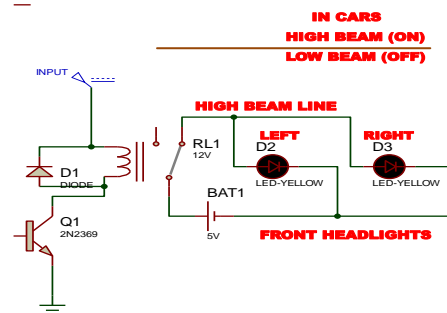 IN CARS
HIGH BEAM (ON)
LOW BEAM (OFF)
INPUT
HIGH BEAM LINE
LEFT
RIGHT
RL1
12V
D2
LED-YELLOW
D3
LED-YELLOW
D1
DIODE
BAT1
5V
Q1
2N2369
FRONT HEADLIGHTS